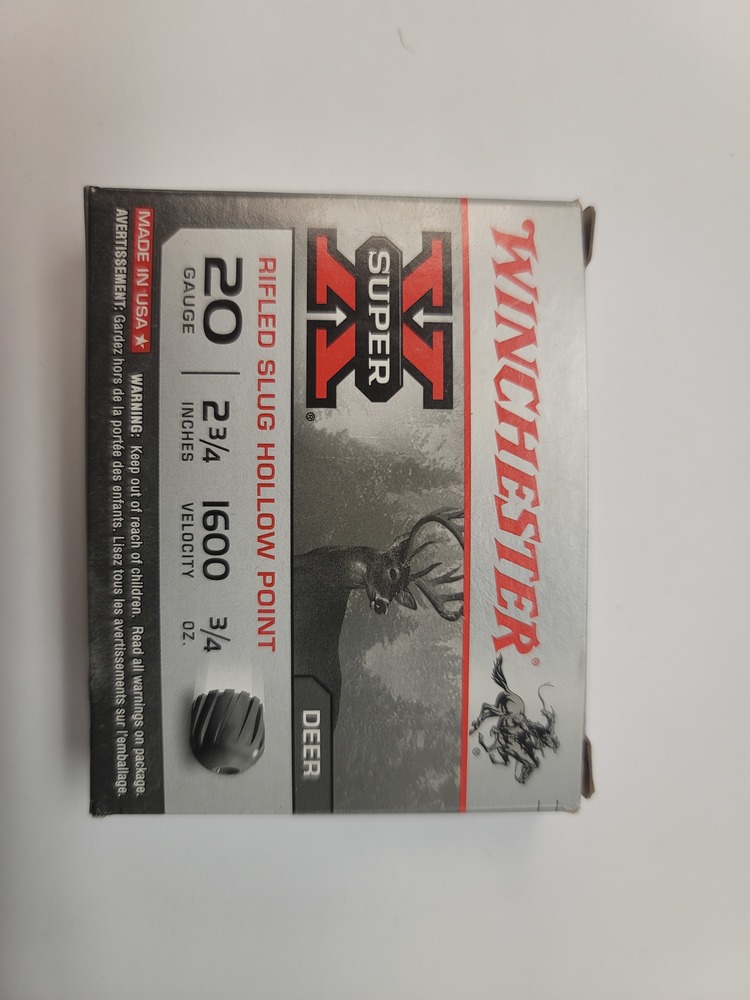 WINCHESTER®
®
SUPER X®
DEER
RIFLED SLUG HOLLOW POINT
20 2 3/4 1600 3/4
GAUGE INCHES VELOCITY OZ.
MADE IN USA ★ WARNING: Keep out of reach of children. Read all warnings on package.
AVERTISSEMENT: Gardez hors de la portée des enfants. Lisez tous les avertissements sur l'emballage.